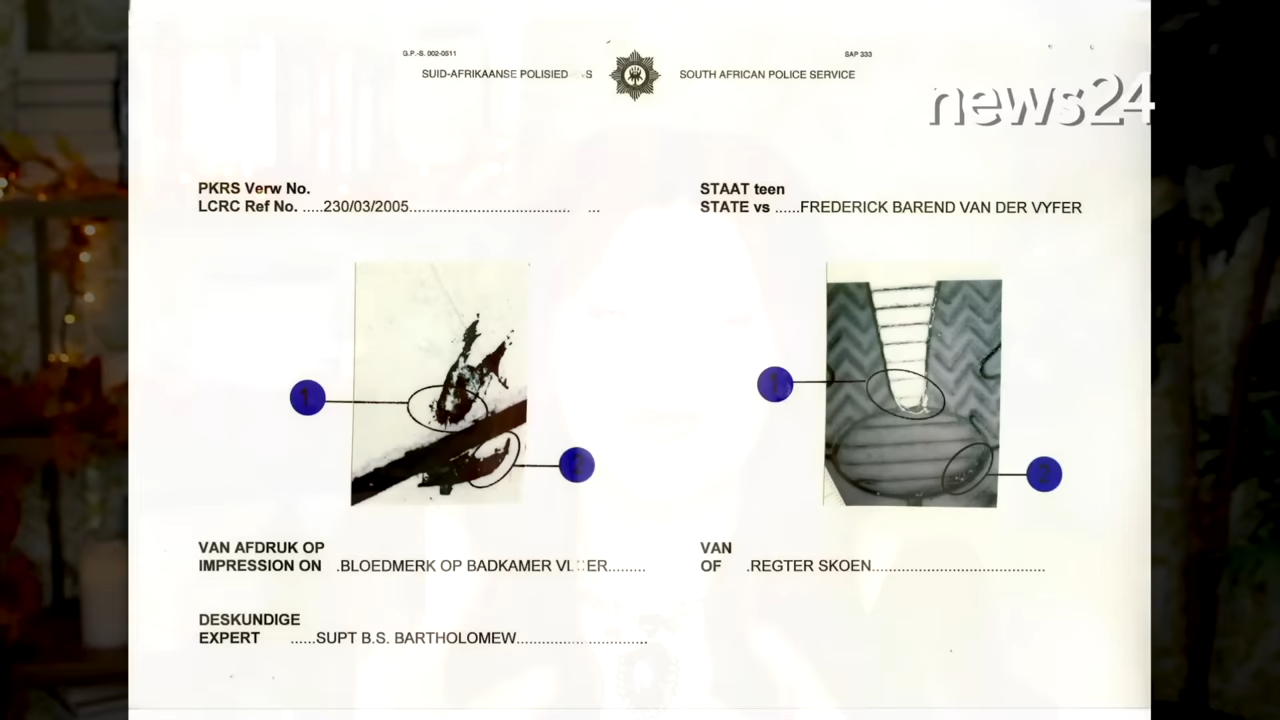 G.P.-S. 002-0511
SAP 333
SUID-AFRIKAANSE POLISIED S
SOUTH AFRICAN POLICE SERVICE
news24
PKRS Verw No.
LCRC Ref No. .....230/03/2005
STAAT teen
STATE vs ......FREDERICK BAREND VAN DER VYFER
1
2
1
2
VAN AFDRUK OP
IMPRESSION ON .BLOEDMERK OP BADKAMER
VAN
OF .REGTER SKOEN
DESKUNDIGE
EXPERT ......SUPT B.S. BARTHOLOMEW